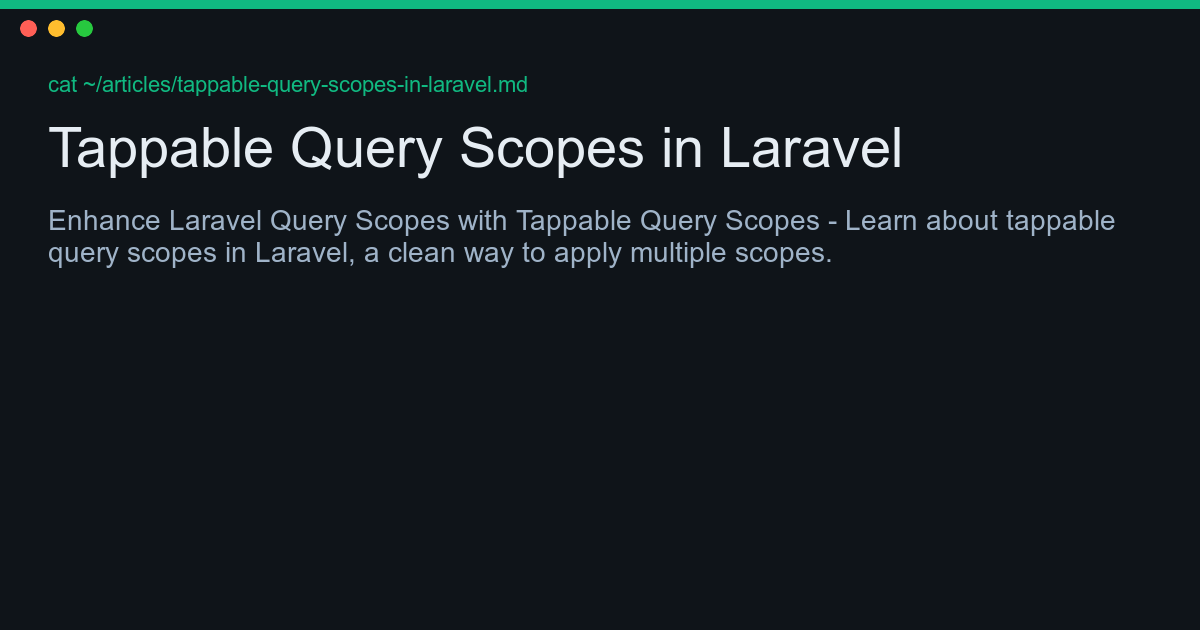 cat ~/articles/tappable-query-scopes-in-laravel.md
Tappable Query Scopes in Laravel
Enhance Laravel Query Scopes with Tappable Query Scopes - Learn about tappable
query scopes in Laravel, a clean way to apply multiple scopes.